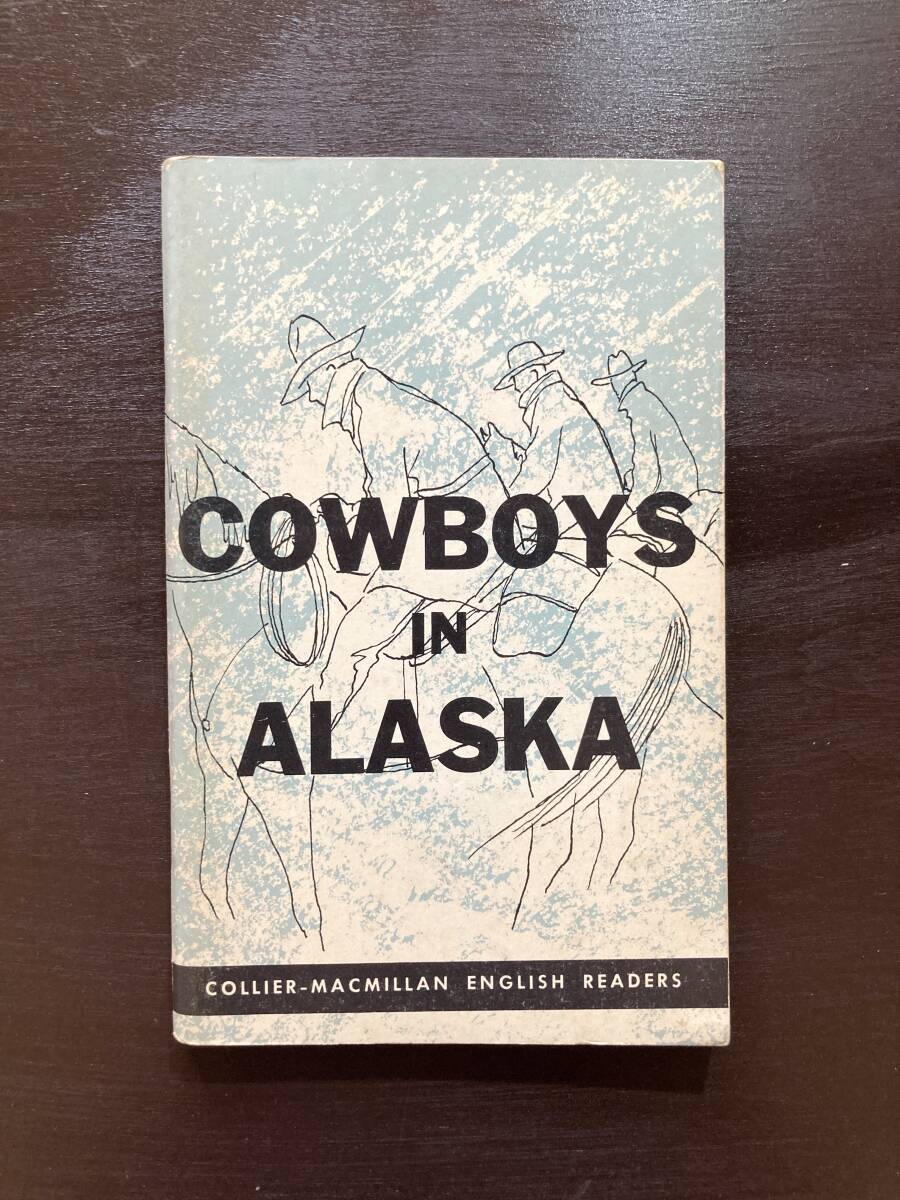 COWBOYS
IN
ALASKA
COLLIER-MACMILLAN ENGLISH READERS